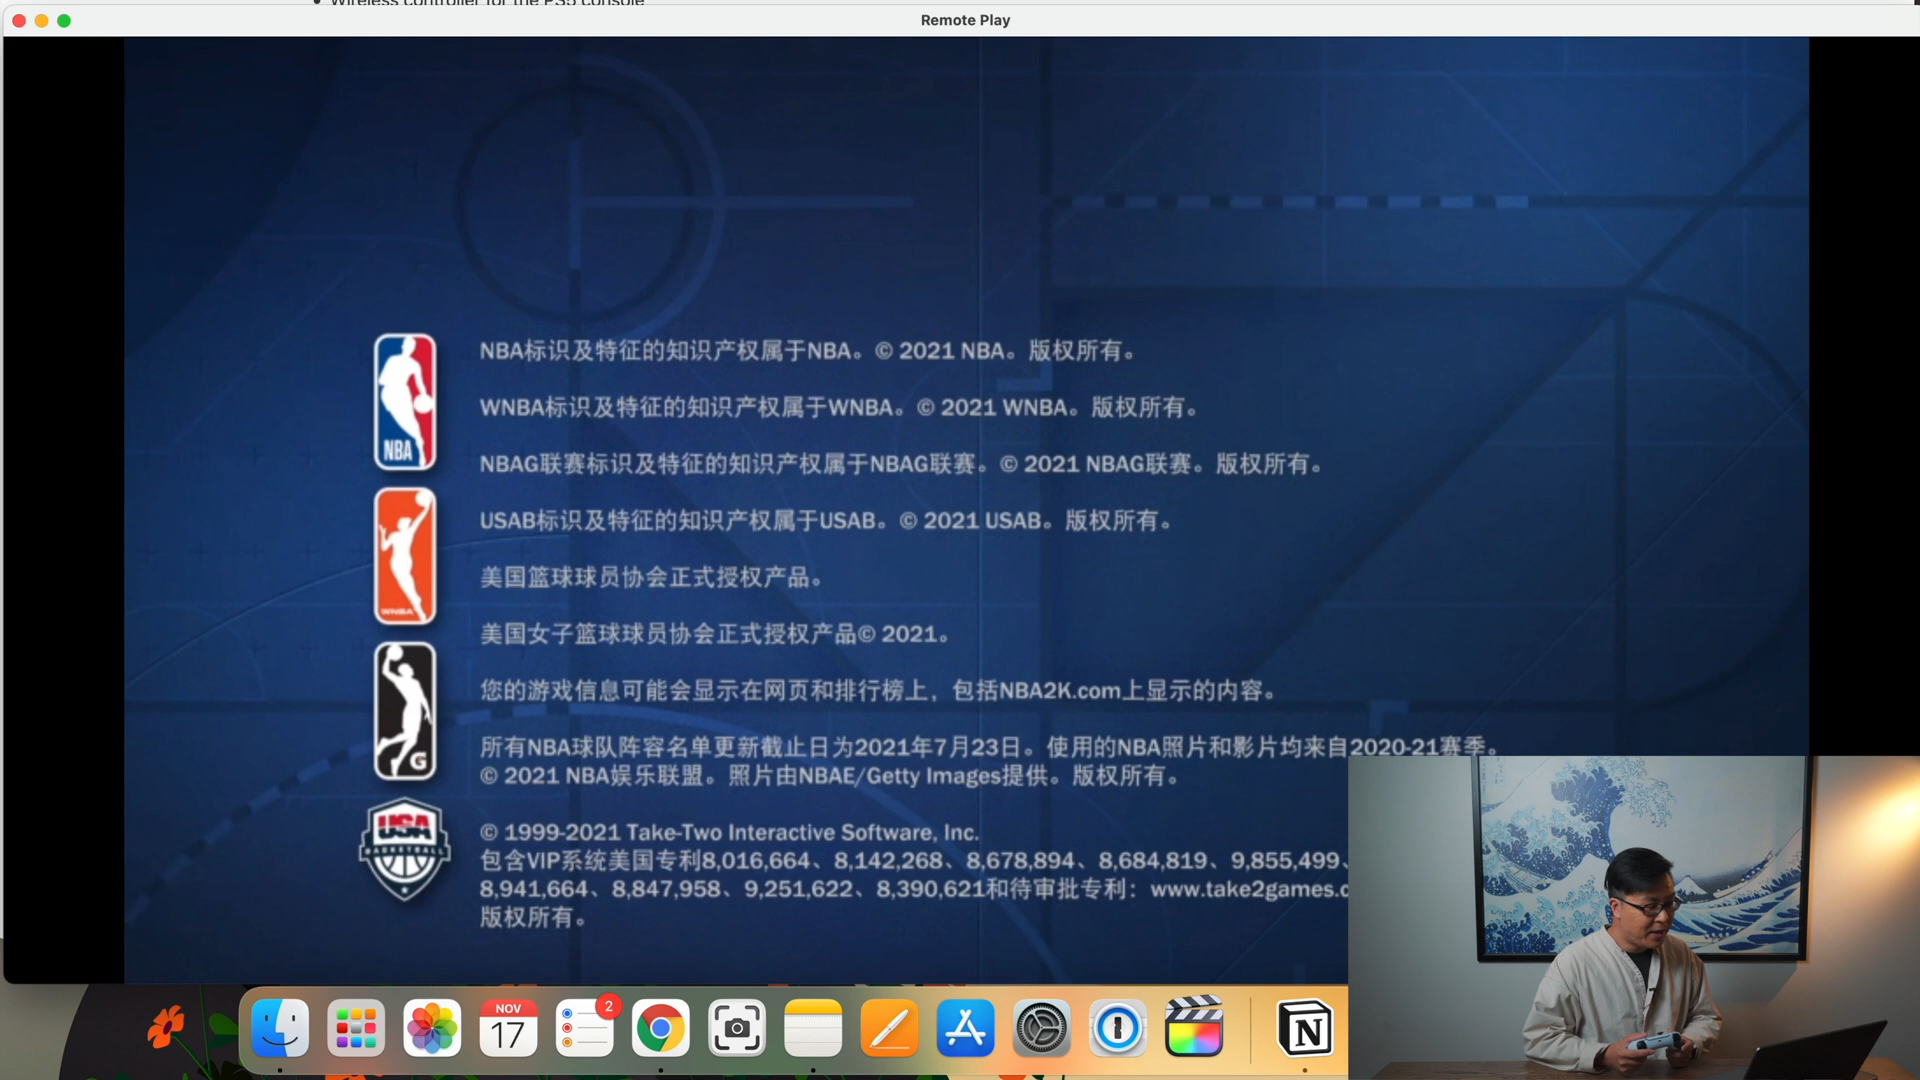 Wireless controller for the PS5 console
Remote Play
NBA标识及特征的知识产权属于NBA。© 2021 NBA。版权所有。
NBA
WNBA标识及特征的知识产权属于WNBA。© 2021 WNBA。版权所有。
NBAG联赛标识及特征的知识产权属于NBAG联赛。© 2021 NBAG联赛。版权所有。
USAB标识及特征的知识产权属于USAB。© 2021 USAB。版权所有。
美国篮球球员协会正式授权产品。
WNBA
美国女子篮球球员协会正式授权产品© 2021。
您的游戏信息可能会显示在网页和排行榜上，包括NBA2K.com上显示的内容。
所有NBA球队阵容名单更新截止日为2021年7月23日。使用的NBA照片和影片均来自2020-21赛季。
G
© 2021 NBA娱乐联盟。照片由NBAE/Getty Images提供。版权所有。
USA
BASKETBALL
© 1999-2021 Take-Two Interactive Software, Inc.
包含VIP系统美国专利8,016,664、8,142,268、8,678,894、8,684,819、9,855,499、
8,941,664、8,847,958、9,251,622、8,390,621和待审批专利：www.take2games.c
版权所有。
NOV
17
2
N